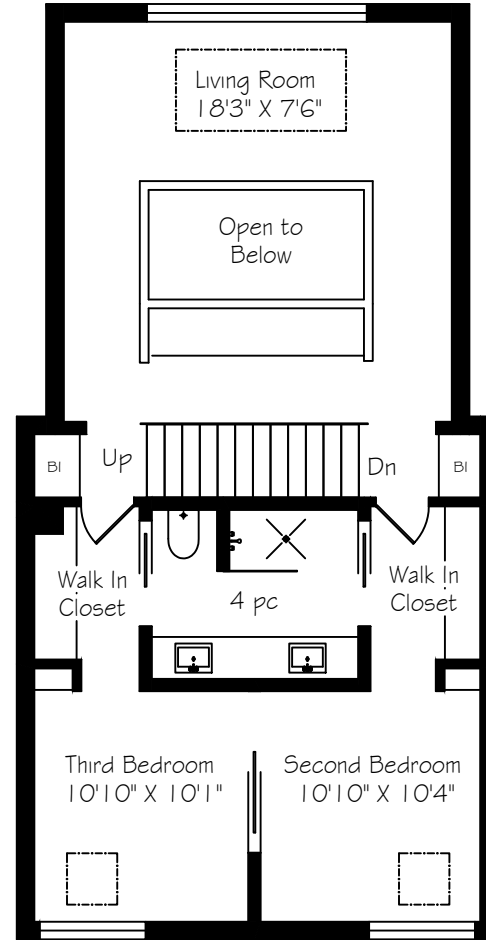 Living Room
18'3" X 7'6"
Open to
Below
BI
Up
Dn
BI
Walk In
Closet
4 pc
Walk In
Closet
Third Bedroom
10'10" X 10'1"
Second Bedroom
10'10" X 10'4"